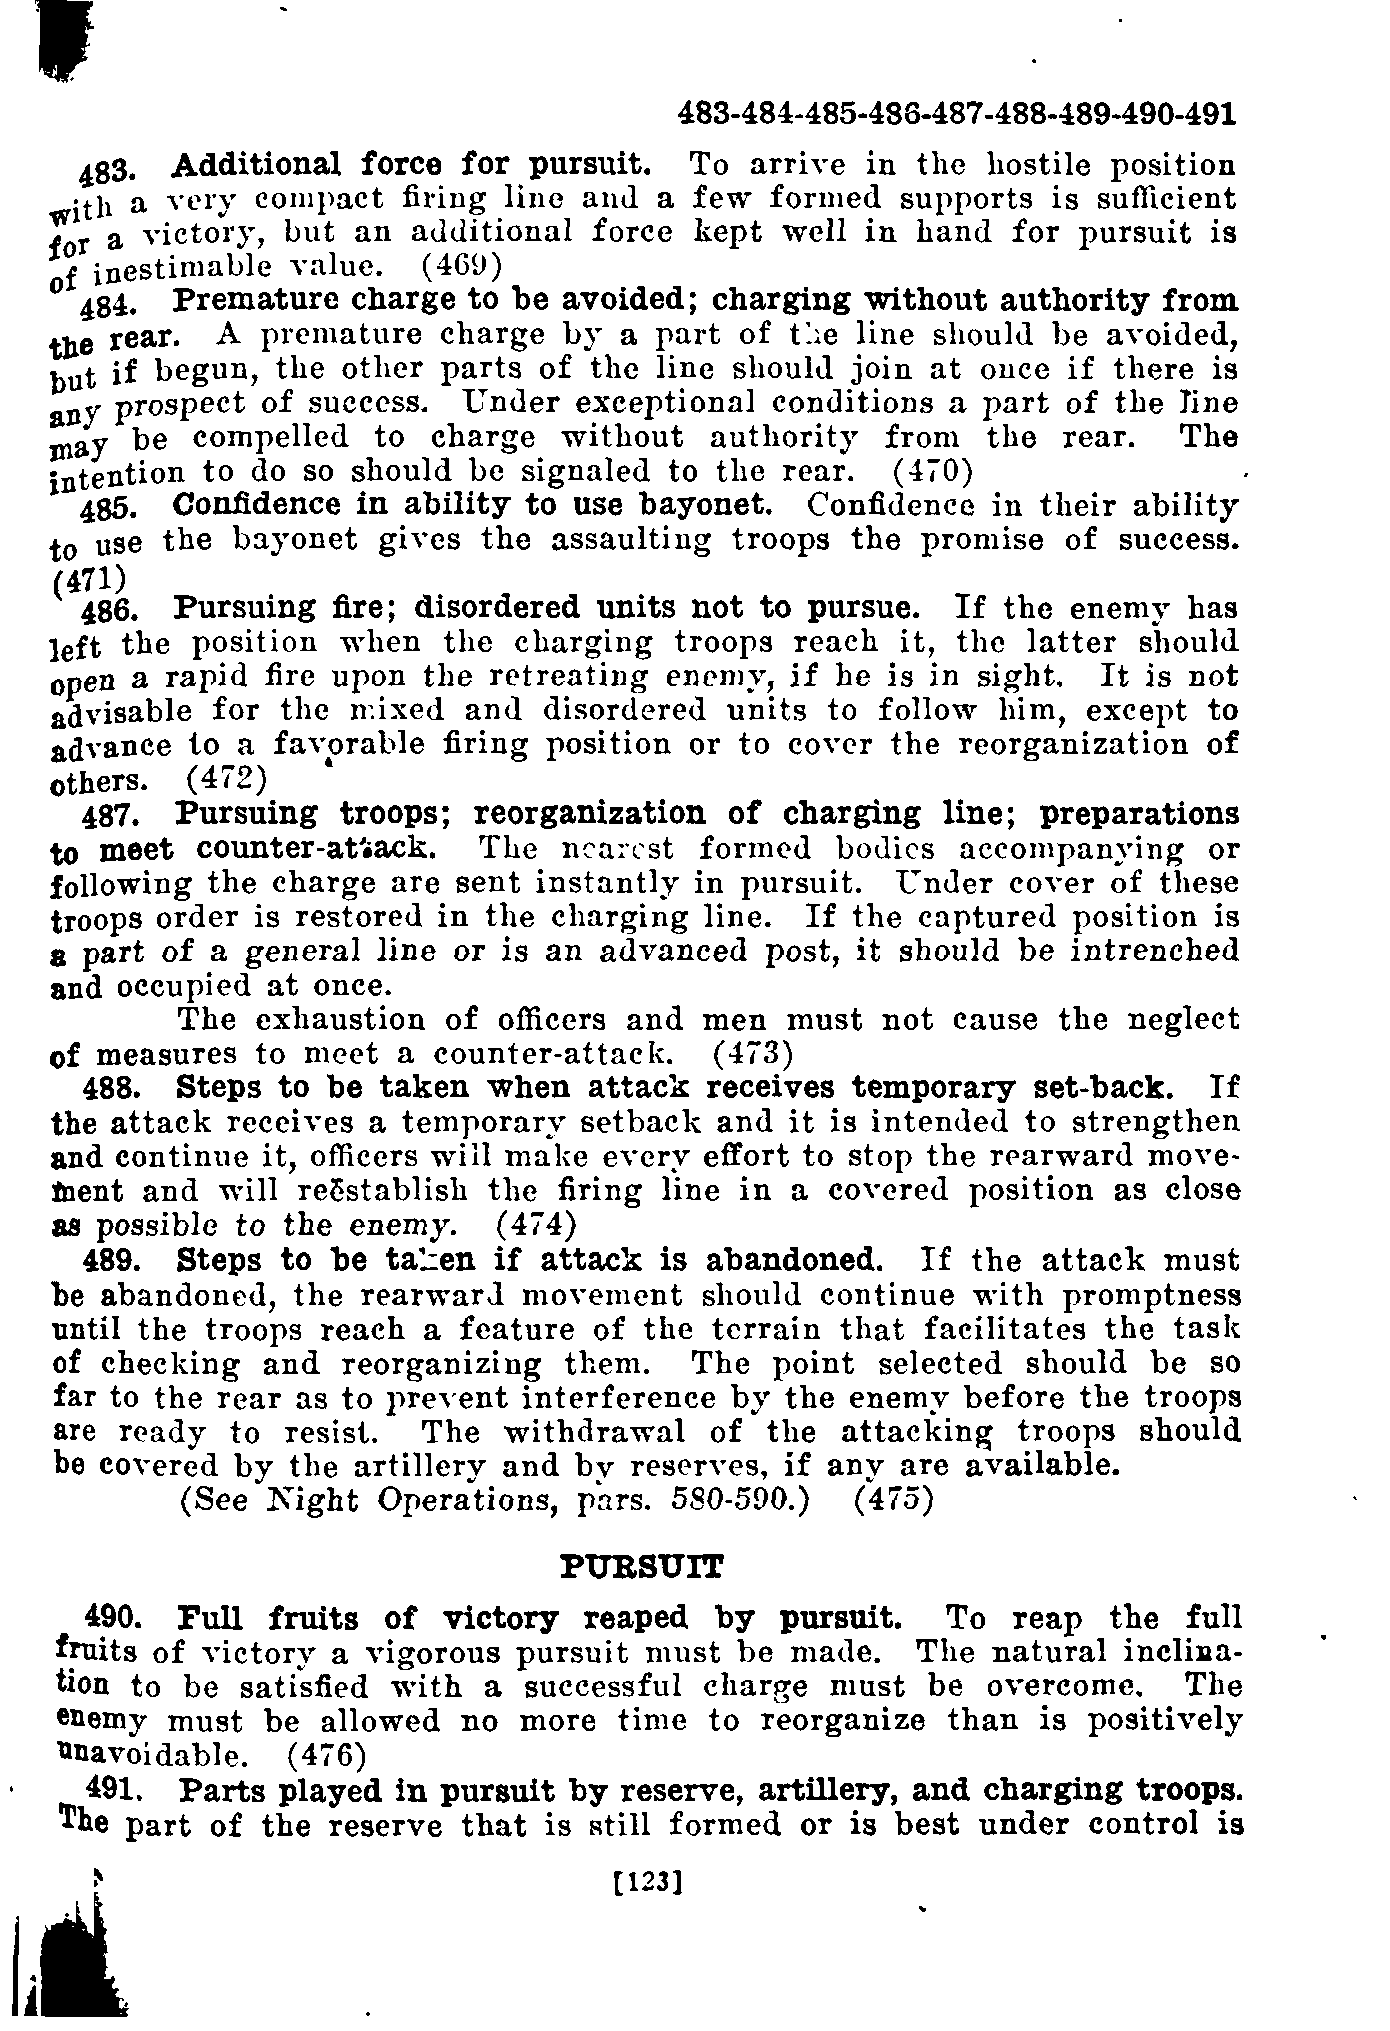 483-484-485-486-487-488-489-490-491
483. Additional force for pursuit. To arrive in the hostile position
with a very compact firing line and a few formed supports is sufficient
for a victory, but an additional force kept well in hand for pursuit is
of inestimable value. (469)
484. Premature charge to be avoided; charging without authority from
the rear. A premature charge by a part of the line should be avoided,
but if begun, the other parts of the line should join at once if there is
any prospect of success. Under exceptional conditions a part of the line
may be compelled to charge without authority from the rear. The
intention to do so should be signaled to the rear. (470)
485. Confidence in ability to use bayonet. Confidence in their ability
to use the bayonet gives the assaulting troops the promise of success.
(471)
486. Pursuing fire; disordered units not to pursue. If the enemy has
left the position when the charging troops reach it, the latter should
open a rapid fire upon the retreating enemy, if he is in sight. It is not
advisable for the mixed and disordered units to follow him, except to
advance to a favorable firing position or to cover the reorganization of
others. (472)
487. Pursuing troops; reorganization of charging line; preparations
to meet counter-attack. The nearest formed bodies accompanying or
following the charge are sent instantly in pursuit. Under cover of these
troops order is restored in the charging line. If the captured position is
a part of a general line or is an advanced post, it should be intrenched
and occupied at once.
The exhaustion of officers and men must not cause the neglect
of measures to meet a counter-attack. (473)
488. Steps to be taken when attack receives temporary set-back. If
the attack receives a temporary setback and it is intended to strengthen
and continue it, officers will make every effort to stop the rearward move-
ment and will reëstablish the firing line in a covered position as close
as possible to the enemy. (474)
489. Steps to be taken if attack is abandoned. If the attack must
be abandoned, the rearward movement should continue with promptness
until the troops reach a feature of the terrain that facilitates the task
of checking and reorganizing them. The point selected should be so
far to the rear as to prevent interference by the enemy before the troops
are ready to resist. The withdrawal of the attacking troops should
be covered by the artillery and by reserves, if any are available.
(See Night Operations, pars. 580-590.) (475)
PURSUIT
490. Full fruits of victory reaped by pursuit. To reap the full
fruits of victory a vigorous pursuit must be made. The natural inclina-
tion to be satisfied with a successful charge must be overcome. The
enemy must be allowed no more time to reorganize than is positively
unavoidable. (476)
491. Parts played in pursuit by reserve, artillery, and charging troops.
The part of the reserve that is still formed or is best under control is
[123]